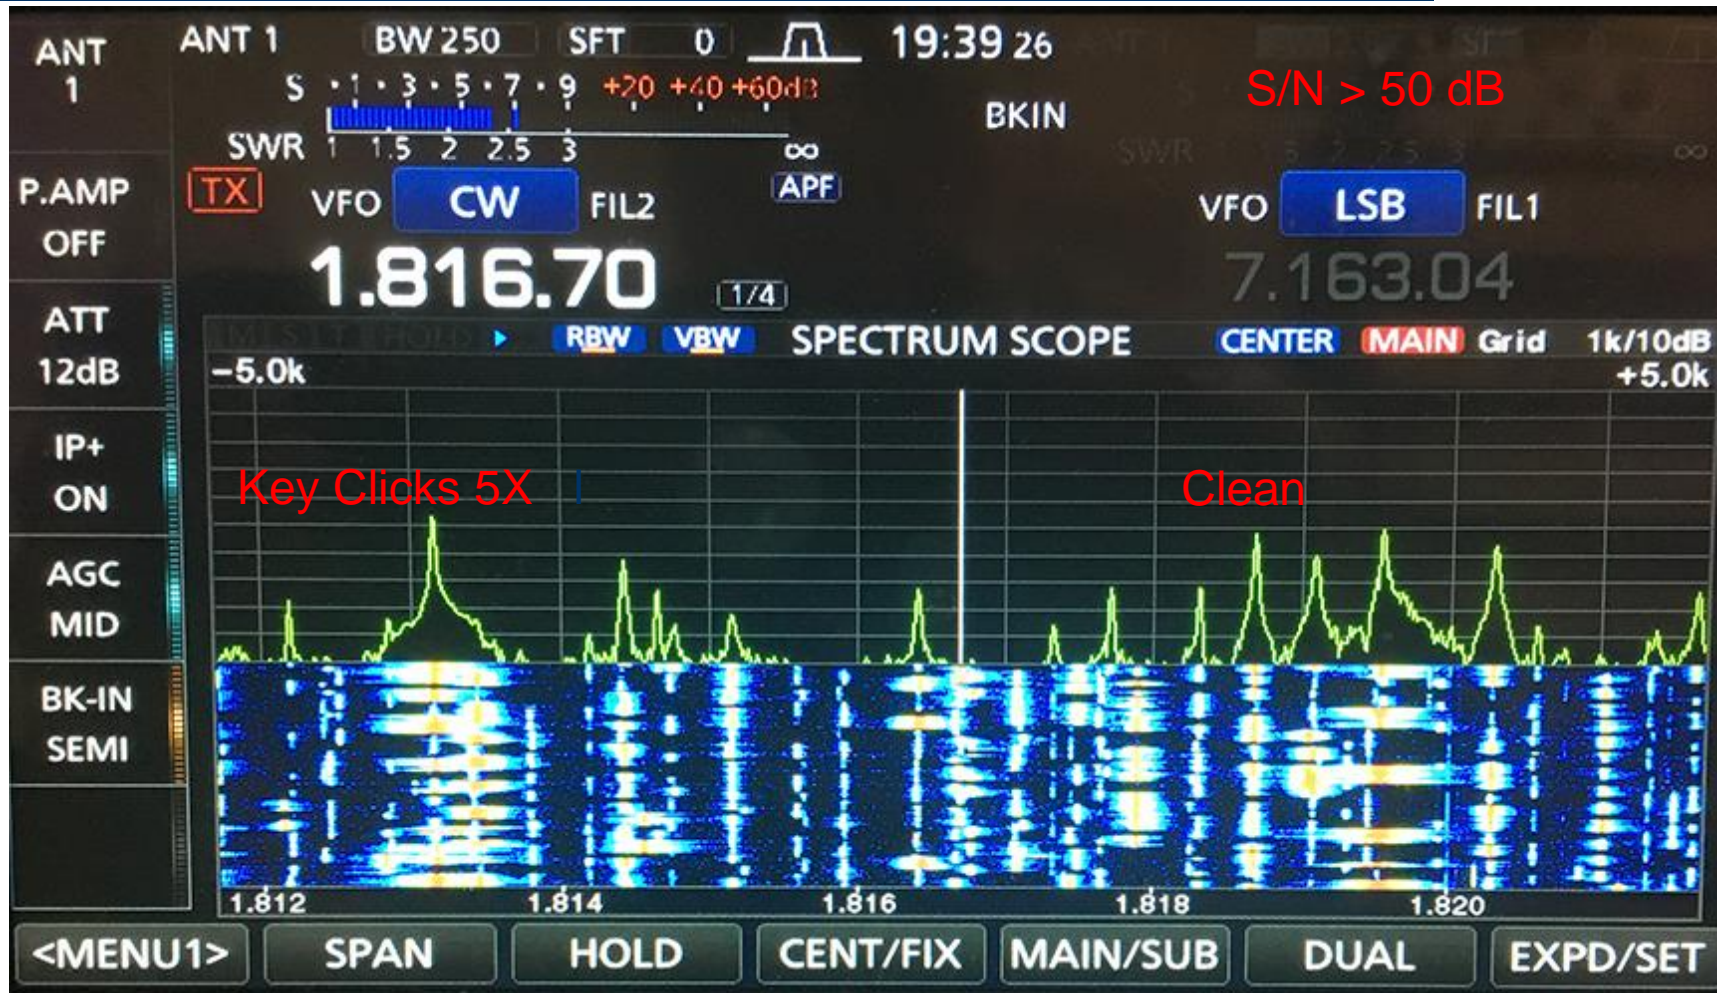 ANT 1
ANT 1 BW 250 SFT 0 19:39 26
S/N > 50 dB
S · 1 · 3 · 5 · 7 · 9 +20 +40 +60dB
BKIN
SWR 1 1.5 2 2.5 3 ∞
SWR ∞
P.AMP
OFF
TX VFO CW FIL2 APF
VFO LSB FIL1
1.816.70 1/4
7.163.04
ATT
12dB
HOLD RBW VBW SPECTRUM SCOPE CENTER MAIN Grid 1k/10dB
-5.0k +5.0k
IP+
ON
Key Clicks 5X
Clean
AGC
MID
BK-IN
SEMI
1.812 1.814 1.816 1.818 1.820
<MENU1> SPAN HOLD CENT/FIX MAIN/SUB DUAL EXPD/SET